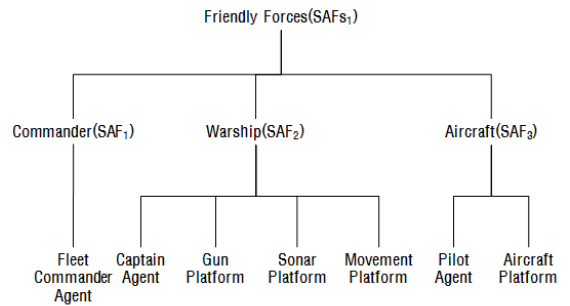 Friendly Forces(SAFs₁)
Commander(SAF₁)
Warship(SAF₂)
Aircraft(SAF₃)
Fleet
Commander
Agent
Captain
Agent
Gun
Platform
Sonar
Platform
Movement
Platform
Pilot
Agent
Aircraft
Platform